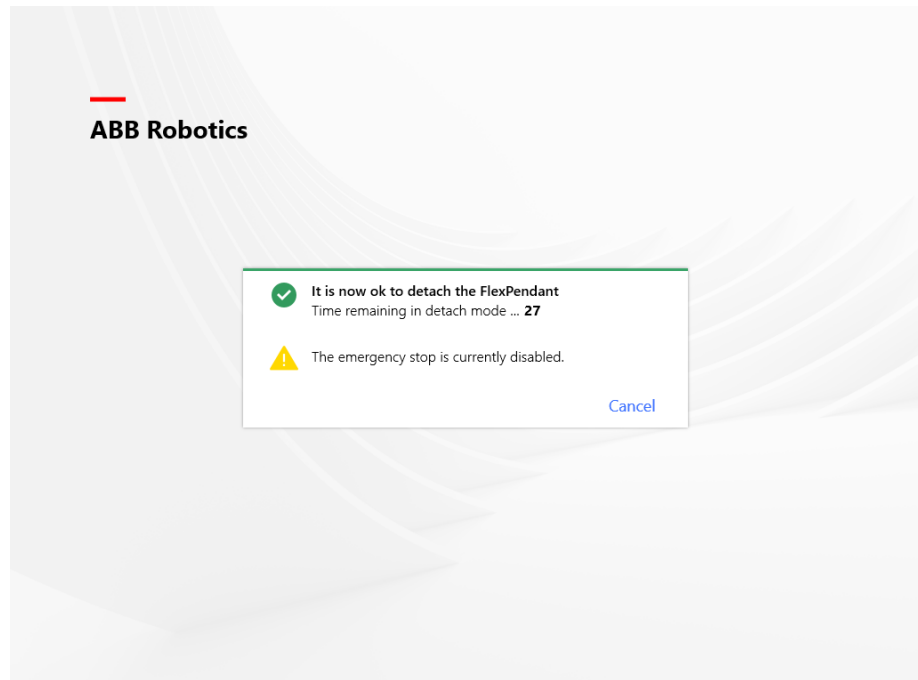 ABB Robotics
It is now ok to detach the FlexPendant
Time remaining in detach mode ... 27
The emergency stop is currently disabled.
Cancel